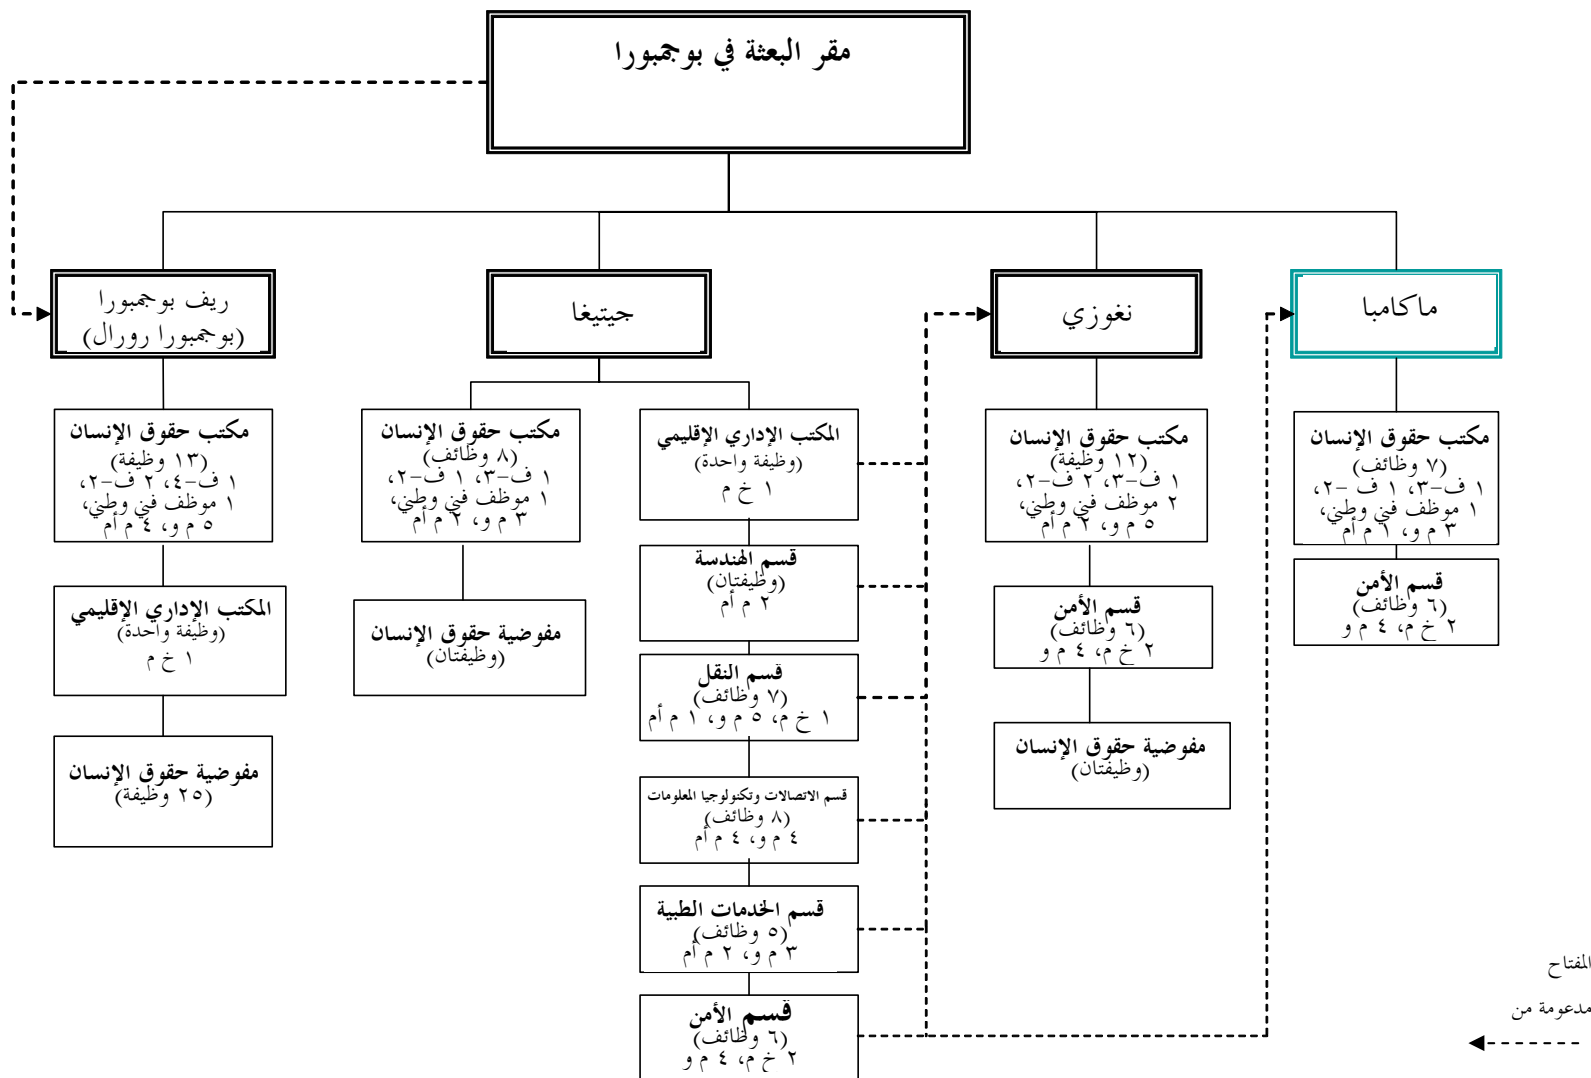 مقر البعثة في بوجمبورا
ريف بوجمبورا
(بوجمبورا رورال)
جيتيغا
نغوزي
ماكامبا
مكتب حقوق الإنسان
(١٣ وظيفة)
١ ف-٤، ٢ ف-٢،
١ موظف فني وطني،
٥ م و، ٤ م أم
المكتب الإداري الإقليمي
(وظيفة واحدة)
١ خ م
مفوضية حقوق الإنسان
(٢٥ وظيفة)
مكتب حقوق الإنسان
(٨ وظائف)
١ ف-٣، ١ ف-٢،
١ موظف فني وطني،
٣ م و، ٢ م أم
مفوضية حقوق الإنسان
(وظيفتان)
المكتب الإداري الإقليمي
(وظيفة واحدة)
١ خ م
قسم الهندسة
(وظيفتان)
٢ م أم
قسم النقل
(٧ وظائف)
١ خ م، ٥ م و، ١ م أم
قسم الاتصالات وتكنولوجيا المعلومات
(٨ وظائف)
٤ م و، ٤ م أم
قسم الخدمات الطبية
(٥ وظائف)
٣ م و، ٢ م أم
قسم الأمن
(٦ وظائف)
٢ خ م، ٤ م و
مكتب حقوق الإنسان
(١٢ وظيفة)
١ ف-٣، ٢ ف-٢،
٢ موظف فني وطني،
٥ م و، ٢ م أم
قسم الأمن
(٦ وظائف)
٢ خ م، ٤ م و
مفوضية حقوق الإنسان
(وظيفتان)
مكتب حقوق الإنسان
(٧ وظائف)
١ ف-٣، ١ ف -٢،
١ موظف فني وطني،
٣ م و، ١ م أم
قسم الأمن
(٦ وظائف)
٢ خ م، ٤ م و
المفتاح
مدعومة من